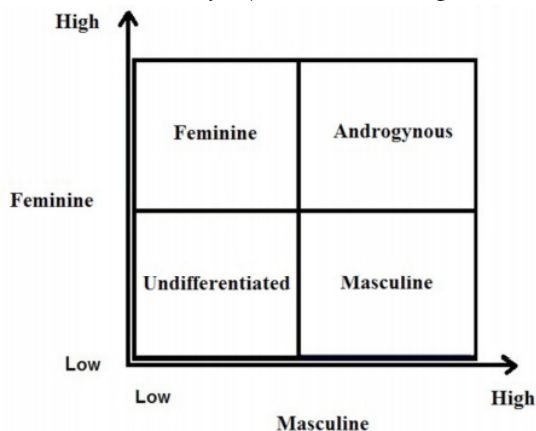 High
Feminine Androgynous
Feminine
Undifferentiated Masculine
Low
Low
High
Masculine